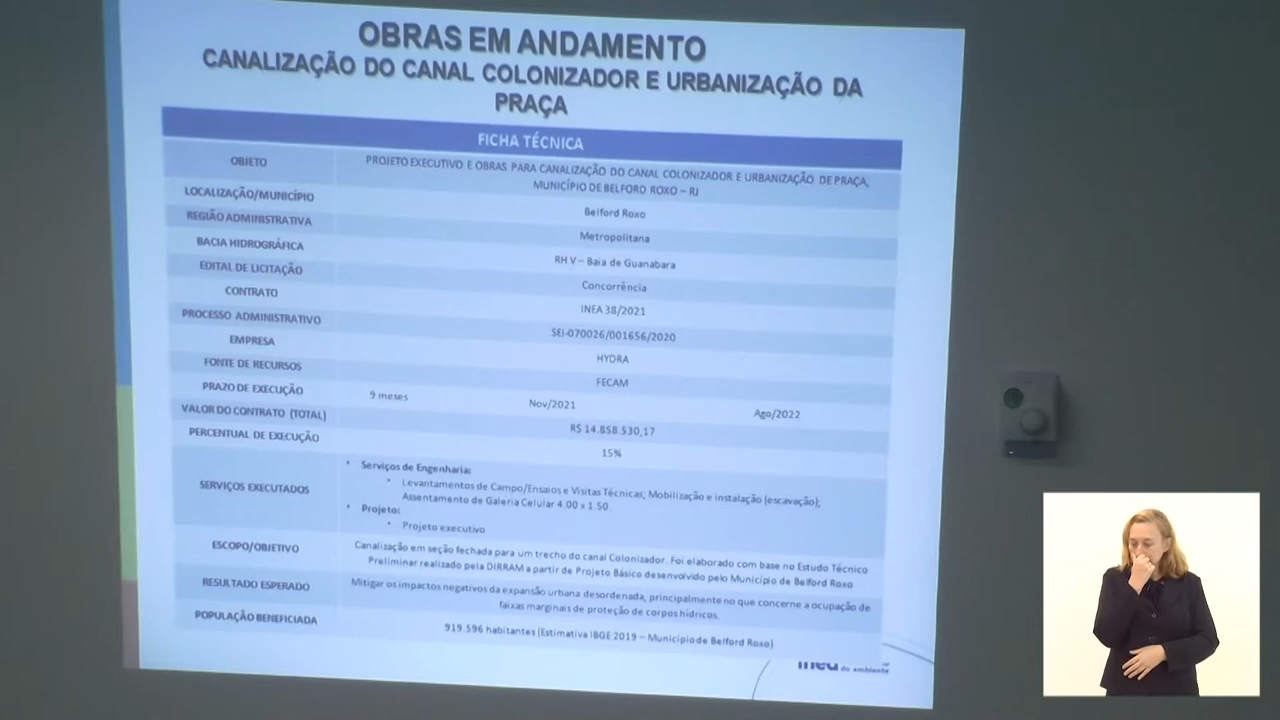 OBRAS EM ANDAMENTO
CANALIZAÇÃO DO CANAL COLONIZADOR E URBANIZAÇÃO DA
PRAÇA
FICHA TÉCNICA
OBJETO
PROJETO EXECUTIVO E OBRAS PARA CANALIZAÇÃO DO CANAL COLONIZADOR E URBANIZAÇÃO DE PRAÇA,
MUNICÍPIO DE BELFORD ROXO – RJ
LOCALIZAÇÃO/MUNICÍPIO
Belford Roxo
REGIÃO ADMINISTRATIVA
Metropolitana
BACIA HIDROGRÁFICA
RH V – Baia de Guanabara
EDITAL DE LICITAÇÃO
Concorrência
CONTRATO
INEA 38/2021
PROCESSO ADMINISTRATIVO
SEI-070026/001656/2020
EMPRESA
HYDRA
FONTE DE RECURSOS
FECAM
PRAZO DE EXECUÇÃO
9 meses Nov/2021 Ago/2022
VALOR DO CONTRATO (TOTAL)
R$ 14.858.530,17
PERCENTUAL DE EXECUÇÃO
15%
SERVIÇOS EXECUTADOS
• Serviços de Engenharia:
• Levantamentos de Campo/Ensaios e Visitas Técnicas; Mobilização e instalação (escavação);
Assentamento de Galeria Celular 4.00 x 1.50.
• Projeto:
• Projeto executivo
ESCOPO/OBJETIVO
Canalização em seção fechada para um trecho do canal Colonizador. Foi elaborado com base no Estudo Técnico
Preliminar realizado pela DIRRAM a partir de Projeto Básico desenvolvido pelo Município de Belford Roxo
RESULTADO ESPERADO
Mitigar os impactos negativos da expansão urbana desordenada, principalmente no que concerne a ocupação de
faixas marginais de proteção de corpos hídricos.
POPULAÇÃO BENEFICIADA
919.596 habitantes (Estimativa IBGE 2019 – Município de Belford Roxo)
inea do ambiente